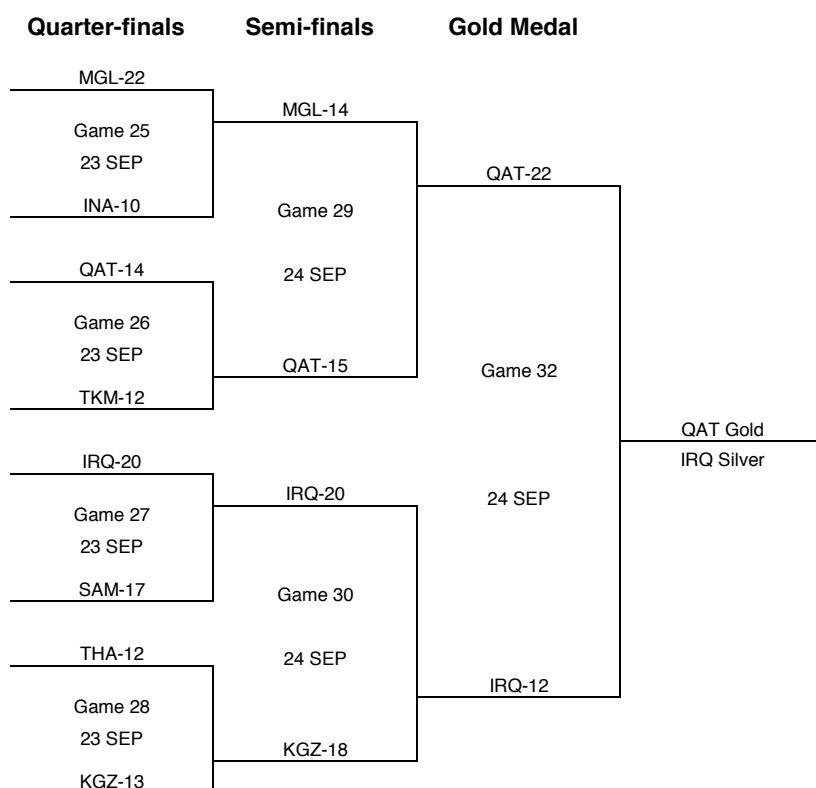 Quarter-finals Semi-finals Gold Medal
MGL-22
Game 25
23 SEP
INA-10
QAT-14
Game 26
23 SEP
TKM-12
IRQ-20
Game 27
23 SEP
SAM-17
THA-12
Game 28
23 SEP
KGZ-13
MGL-14
Game 29
24 SEP
QAT-15
IRQ-20
Game 30
24 SEP
KGZ-18
QAT-22
Game 32
24 SEP
IRQ-12
QAT Gold
IRQ Silver